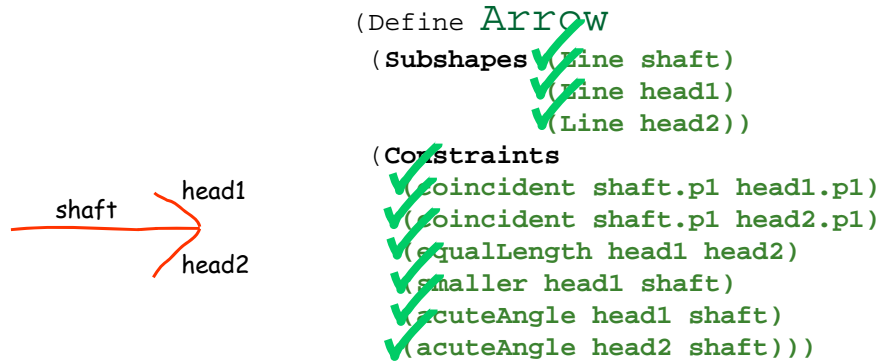 (Define Arrow
(Subshapes (Line shaft)
(Line head1)
(Line head2))
(Constraints
(coincident shaft.p1 head1.p1)
(coincident shaft.p1 head2.p1)
(equalLength head1 head2)
(smaller head1 shaft)
(acuteAngle head1 shaft)
(acuteAngle head2 shaft)))
head1
shaft
head2